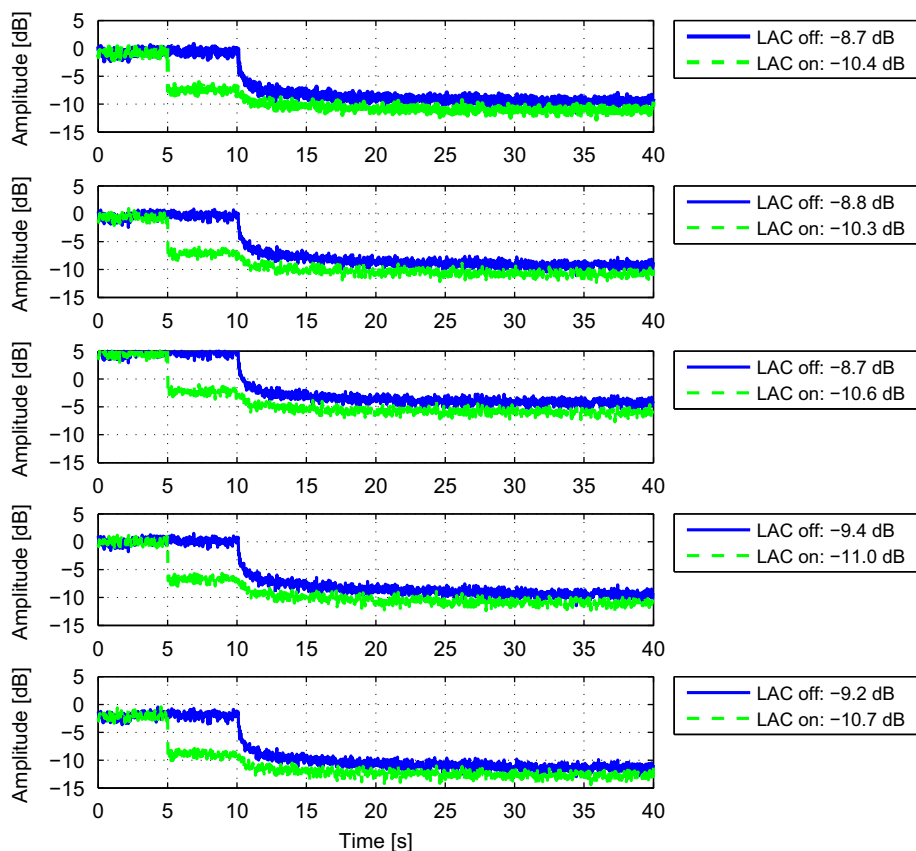 Amplitude [dB]
5
0
−5
−10
−15
0 5 10 15 20 25 30 35 40
LAC off: −8.7 dB
LAC on: −10.4 dB
Amplitude [dB]
5
0
−5
−10
−15
0 5 10 15 20 25 30 35 40
LAC off: −8.8 dB
LAC on: −10.3 dB
Amplitude [dB]
5
0
−5
−10
−15
0 5 10 15 20 25 30 35 40
LAC off: −8.7 dB
LAC on: −10.6 dB
Amplitude [dB]
5
0
−5
−10
−15
0 5 10 15 20 25 30 35 40
LAC off: −9.4 dB
LAC on: −11.0 dB
Amplitude [dB]
5
0
−5
−10
−15
0 5 10 15 20 25 30 35 40
Time [s]
LAC off: −9.2 dB
LAC on: −10.7 dB